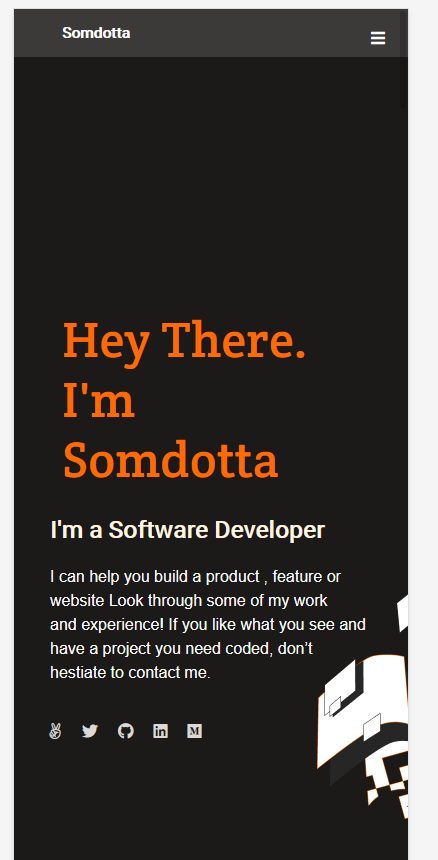 Somdotta
Hey There.
I'm
Somdotta
I'm a Software Developer
I can help you build a product , feature or
website Look through some of my work
and experience! If you like what you see and
have a project you need coded, don’t
hestiate to contact me.